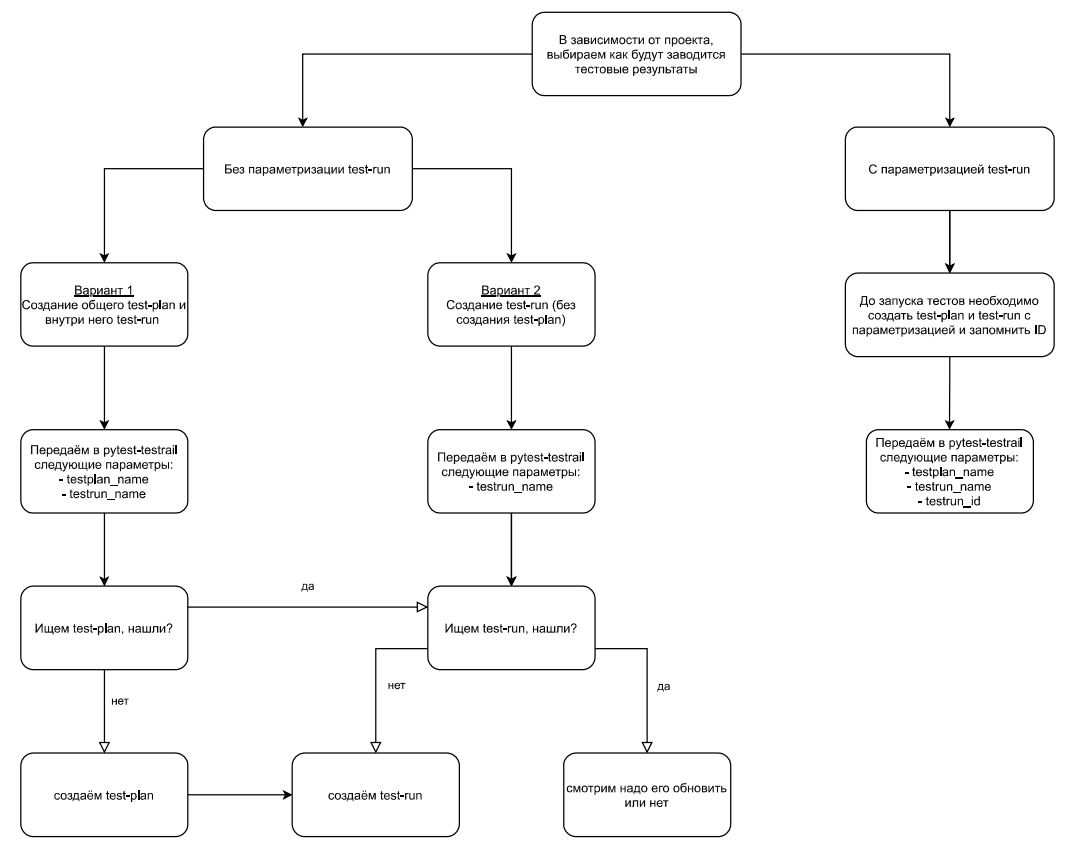 В зависимости от проекта,
выбираем как будут заводится
тестовые результаты
Без параметризации test-run
С параметризацией test-run
Вариант 1
Создание общего test-plan и
внутри него test-run
Вариант 2
Создание test-run (без
создания test-plan)
До запуска тестов необходимо
создать test-plan и test-run с
параметризацией и запомнить ID
Передаём в pytest-testrail
следующие параметры:
- testplan_name
- testrun_name
Передаём в pytest-testrail
следующие параметры:
- testrun_name
Передаём в pytest-testrail
следующие параметры:
- testplan_name
- testrun_name
- testrun_id
Ищем test-plan, нашли?
да
Ищем test-run, нашли?
нет
нет
да
создаём test-plan
создаём test-run
смотрим надо его обновить
или нет